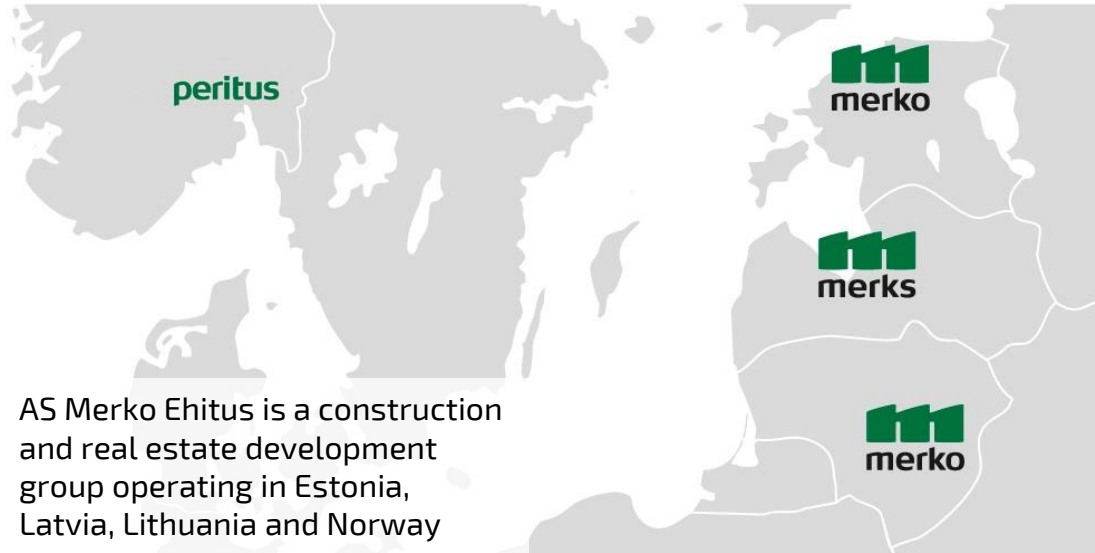 peritus
merko
merks
merko
AS Merko Ehitus is a construction
and real estate development
group operating in Estonia,
Latvia, Lithuania and Norway